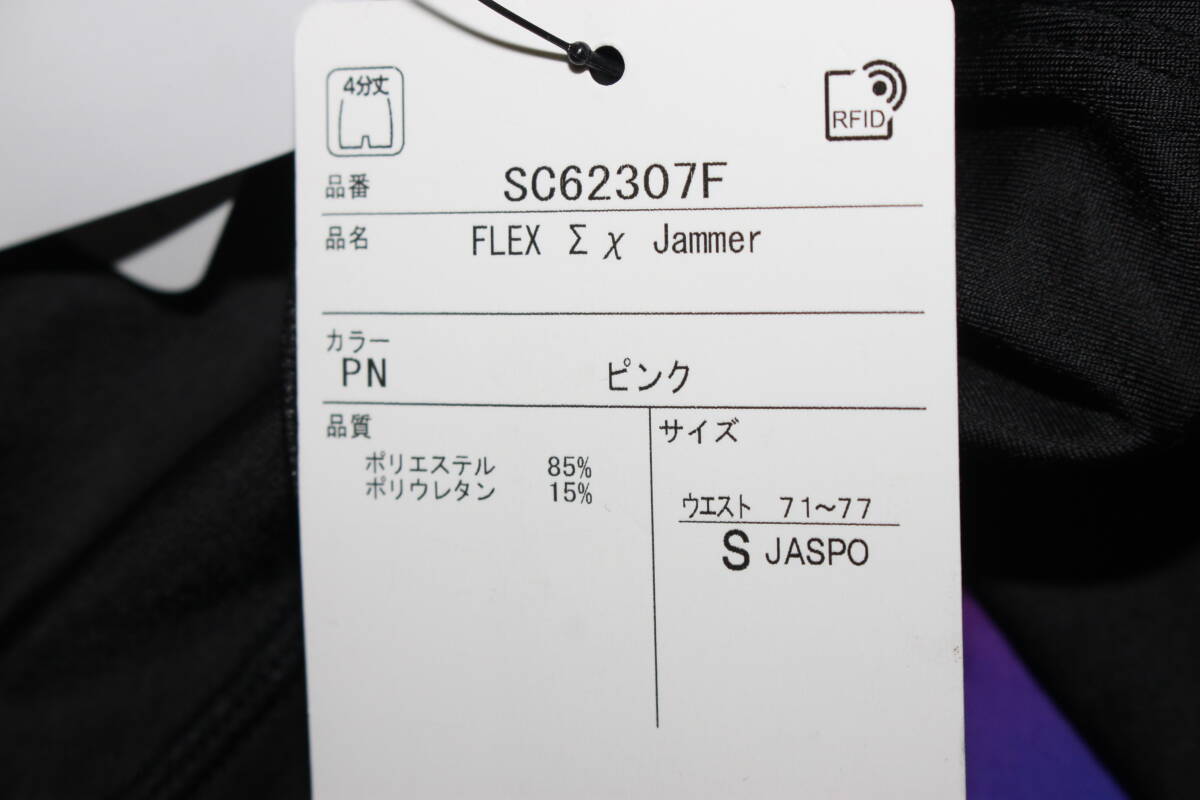 4分丈
RFID
品番 SC62307F
品名 FLEX Σχ Jammer
カラー
PN ピンク
品質
ポリエステル 85%
ポリウレタン 15%
サイズ
ウエスト 71〜77
S JASPO